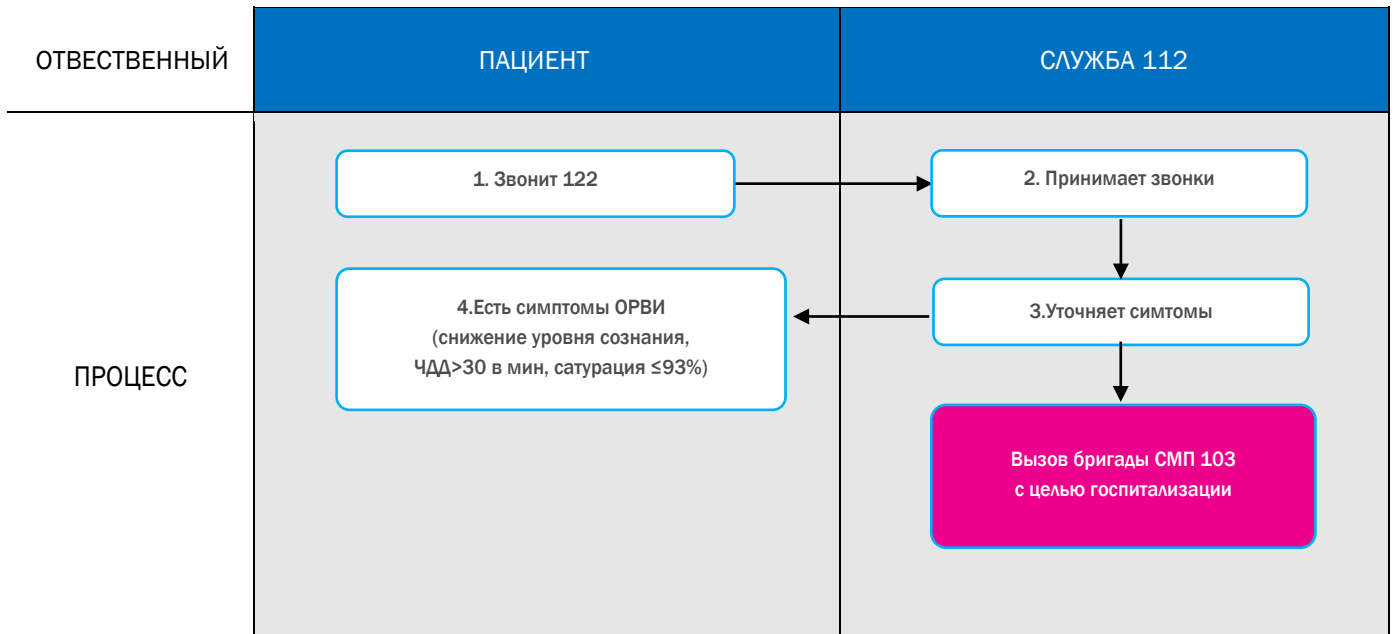 ОТВЕСТВЕННЫЙ
ПАЦИЕНТ
СЛУЖБА 112
ПРОЦЕСС
1. Звонит 122
2. Принимает звонки
3.Уточняет симтомы
4.Есть симптомы ОРВИ
(снижение уровня сознания,
ЧДД>30 в мин, сатурация ≤93%)
Вызов бригады СМП 103
с целью госпитализации